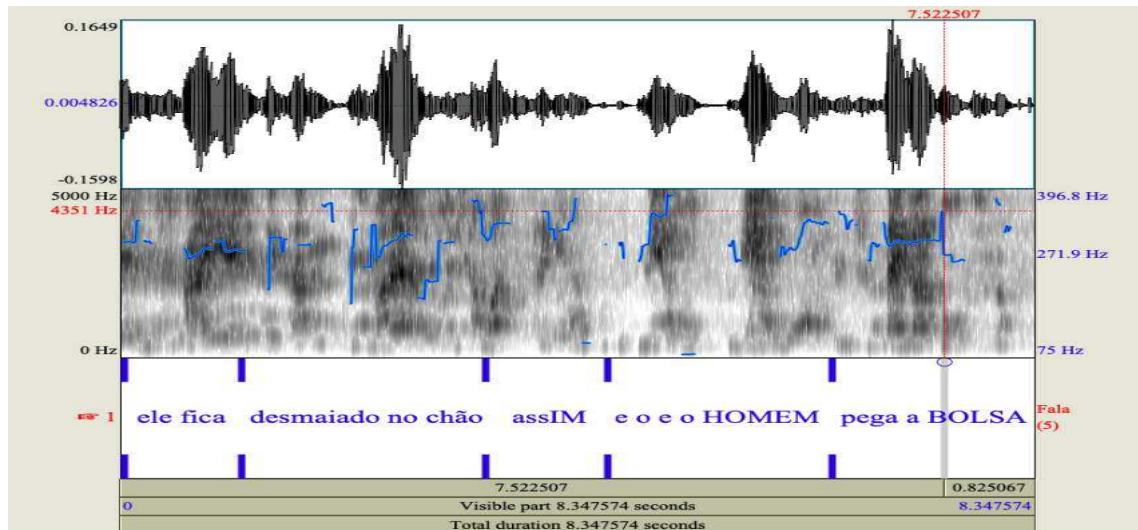 7.522507
0.1649
0.004826
-0.1598
5000 Hz 396.8 Hz
4351 Hz
271.9 Hz
0 Hz 75 Hz
1 ele fica desmaiado no chão assIM e o e o HOMEM pega a BOLSA Fala
(5)
7.522507 0.825067
0 Visible part 8.347574 seconds 8.347574
Total duration 8.347574 seconds